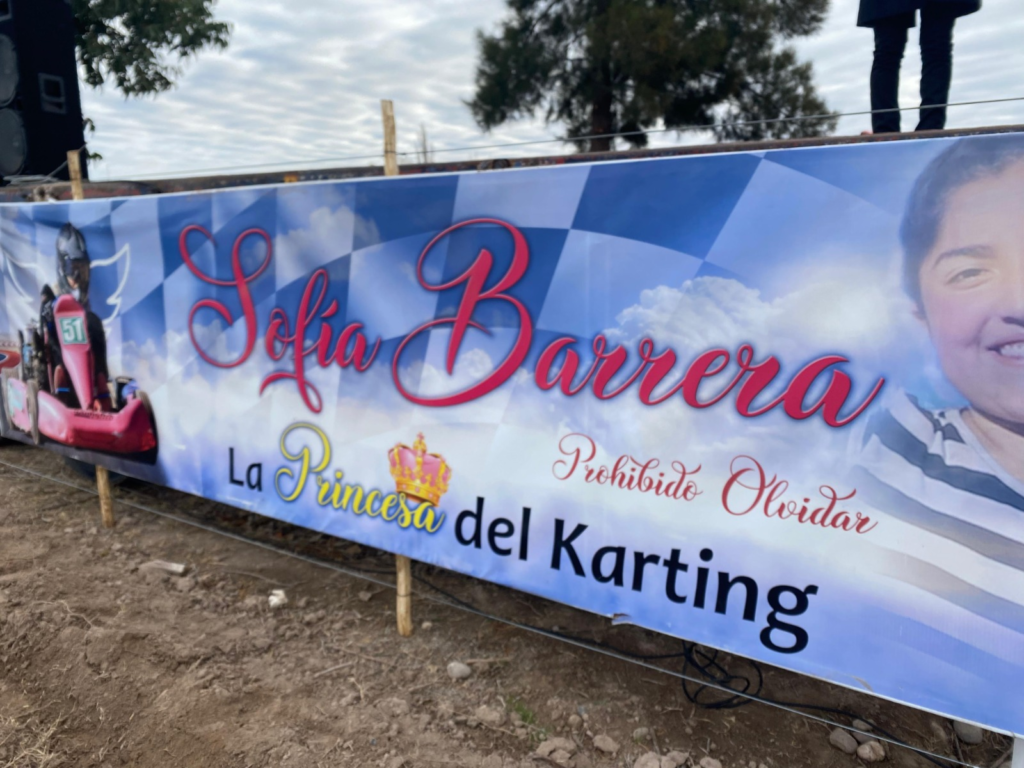 Sofía Barrera
Prohibido Olvidar
La Princesa del Karting
51